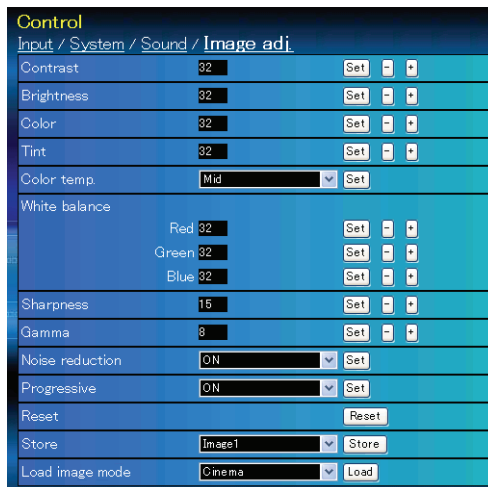 Control
Input / System / Sound / Image adj.
Contrast 32 Set - +
Brightness 32 Set - +
Color 32 Set - +
Tint 32 Set - +
Color temp. Mid Set
White balance
Red 32 Set - +
Green 32 Set - +
Blue 32 Set - +
Sharpness 15 Set - +
Gamma 8 Set - +
Noise reduction ON Set
Progressive ON Set
Reset Reset
Store Image1 Store
Load image mode Cinema Load